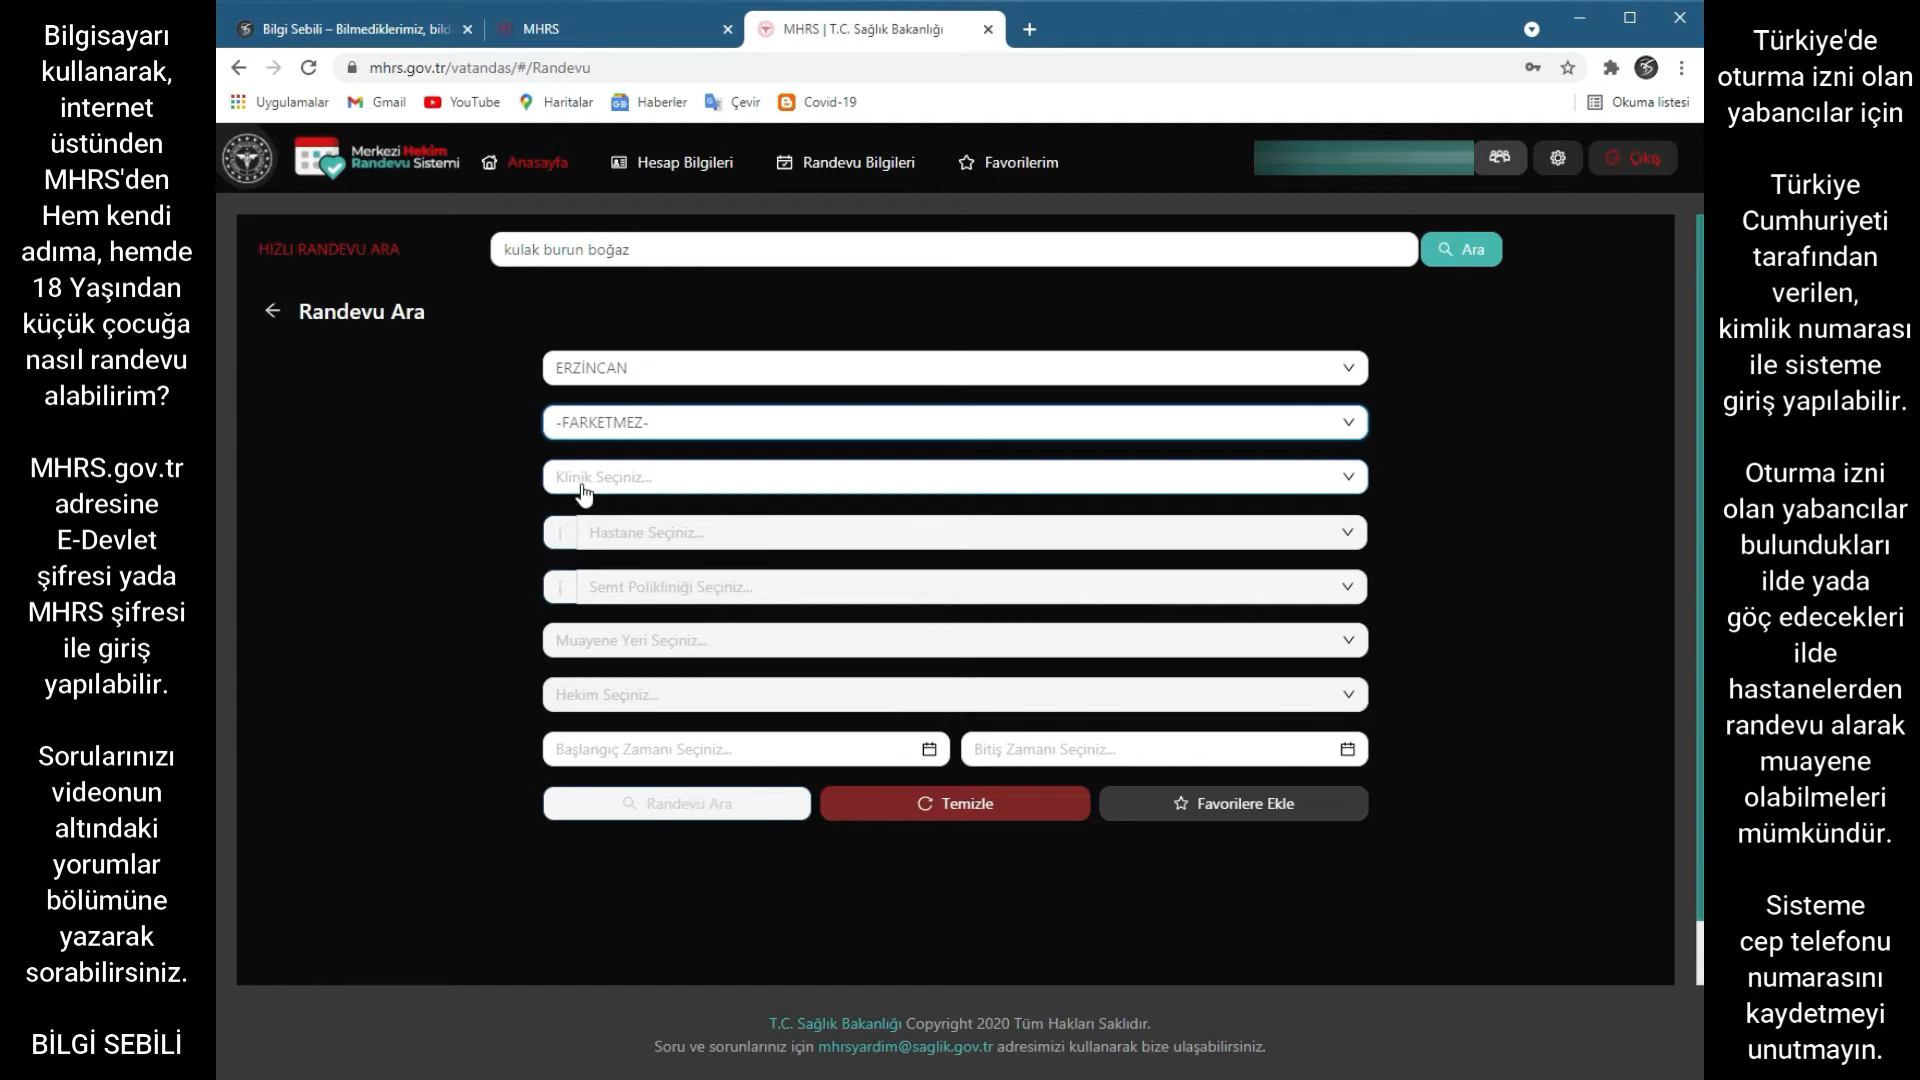 Bilgisayarı
kullanarak,
internet
üstünden
MHRS'den
Hem kendi
adıma, hemde
18 Yaşından
küçük çocuğa
nasıl randevu
alabilirim?
MHRS.gov.tr
adresine
E-Devlet
şifresi yada
MHRS şifresi
ile giriş
yapılabilir.
Sorularınızı
videonun
altındaki
yorumlar
bölümüne
yazarak
sorabilirsiniz.
BİLGİ SEBİLİ
Bilgi Sebili – Bilmediklerimiz, bild
MHRS
MHRS | T.C. Sağlık Bakanlığı
mhrs.gov.tr/vatandas/#/Randevu
Uygulamalar
Gmail
YouTube
Haritalar
Haberler
Çevir
Covid-19
Okuma listesi
Merkezi Hekim
Randevu Sistemi
Anasayfa
Hesap Bilgileri
Randevu Bilgileri
Favorilerim
Çıkış
HIZLI RANDEVU ARA
kulak burun boğaz
Ara
Randevu Ara
ERZİNCAN
-FARKETMEZ-
Klinik Seçiniz...
Hastane Seçiniz...
Semt Polikliniği Seçiniz...
Muayene Yeri Seçiniz...
Hekim Seçiniz...
Başlangıç Zamanı Seçiniz...
Bitiş Zamanı Seçiniz...
Randevu Ara
Temizle
Favorilere Ekle
T.C. Sağlık Bakanlığı Copyright 2020 Tüm Hakları Saklıdır.
Soru ve sorunlarınız için mhrsyardim@saglik.gov.tr adresimizi kullanarak bize ulaşabilirsiniz.
Türkiye'de
oturma izni olan
yabancılar için
Türkiye
Cumhuriyeti
tarafından
verilen,
kimlik numarası
ile sisteme
giriş yapılabilir.
Oturma izni
olan yabancılar
bulundukları
ilde yada
göç edecekleri
ilde
hastanelerden
randevu alarak
muayene
olabilmeleri
mümkündür.
Sisteme
cep telefonu
numarasını
kaydetmeyi
unutmayın.